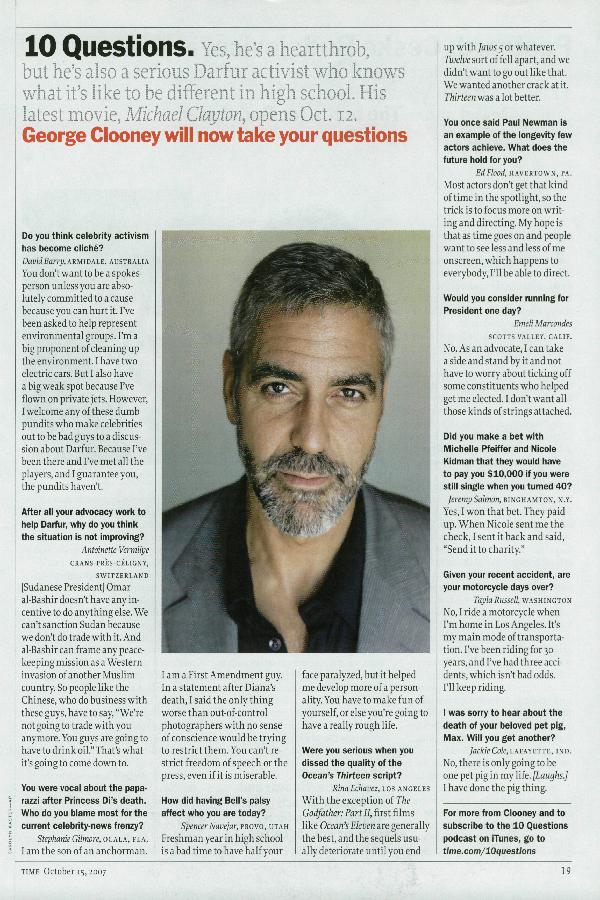 10 Questions. Yes, he's a heartthrob,
but he's also a serious Darfur activist who knows
what it's like to be different in high school. His
latest movie, Michael Clayton, opens Oct. 12.
George Clooney will now take your questions
Do you think celebrity activism
has become cliché?
David Barry, ARMIDALE, AUSTRALIA
You don't want to be a spokes-
person unless you are abso-
lutely committed to a cause
because you can hurt it. I've
been asked to help represent
environmental groups. I'm a
big proponent of cleaning up
the environment. I have two
electric cars. But I also have
a big weak spot because I've
flown on private jets. However,
I welcome any of these dumb
pundits who make celebrities
out to be bad guys to a discus-
sion about Darfur. Because I've
been there and I've met all the
players, and I guarantee you,
the pundits haven't.
After all your advocacy work to
help Darfur, why do you think
the situation is not improving?
Antoinette Vermilye
CRANS-PRÈS-CÉLIGNY,
SWITZERLAND
[Sudanese President] Omar
al-Bashir doesn't have any in-
centive to do anything else. We
can't sanction Sudan because
we don't do trade with it. And
al-Bashir can frame any peace-
keeping mission as a Western
invasion of another Muslim
country. So people like the
Chinese, who do business with
these guys, have to say, "We're
not going to trade with you
anymore. You guys are going to
have to drink oil." That's what
it's going to come down to.
You were vocal about the papa-
razzi after Princess Di's death.
Who do you blame most for the
current celebrity-news frenzy?
Stephanie Gilmore, OCALA, FLA.
I am the son of an anchorman.
I am a First Amendment guy.
In a statement after Diana's
death, I said the only thing
worse than out-of-control
photographers with no sense
of conscience would be trying
to restrict them. You can't re-
strict freedom of speech or the
press, even if it is miserable.
How did having Bell's palsy
affect who you are today?
Spencer Navejar, PROVO, UTAH
Freshman year in high school
is a bad time to have half your
face paralyzed, but it helped
me develop more of a person-
ality. You have to make fun of
yourself, or else you're going to
have a really rough life.
Were you serious when you
dissed the quality of the
Ocean's Thirteen script?
Rina Echavez, LOS ANGELES
With the exception of The
Godfather: Part II, first films
like Ocean's Eleven are generally
the best, and the sequels usu-
ally deteriorate until you end
up with Jaws 5 or whatever.
Twelve sort of fell apart, and we
didn't want to go out like that.
We wanted another crack at it.
Thirteen was a lot better.
You once said Paul Newman is
an example of the longevity few
actors achieve. What does the
future hold for you?
Ed Flood, HAVERTOWN, PA.
Most actors don't get that kind
of time in the spotlight, so the
trick is to focus more on writ-
ing and directing. My hope is
that as time goes on and people
want to see less and less of me
onscreen, which happens to
everybody, I'll be able to direct.
Would you consider running for
President one day?
Emeli Marcondes
SCOTTS VALLEY, CALIF.
No. As an advocate, I can take
a side and stand by it and not
have to worry about ticking off
some constituents who helped
get me elected. I don't want all
those kinds of strings attached.
Did you make a bet with
Michelle Pfeiffer and Nicole
Kidman that they would have
to pay you $10,000 if you were
still single when you turned 40?
Jeremy Salmon, BINGHAMTON, N.Y.
Yes, I won that bet. They paid
up. When Nicole sent me the
check, I sent it back and said,
"Send it to charity."
Given your recent accident, are
your motorcycle days over?
Tayla Russell, WASHINGTON
No, I ride a motorcycle when
I'm home in Los Angeles. It's
my main mode of transporta-
tion. I've been riding for 30
years, and I've had three acci-
dents, which isn't bad odds.
I'll keep riding.
I was sorry to hear about the
death of your beloved pet pig,
Max. Will you get another?
Jackie Cole, LAFAYETTE, IND.
No, there is only going to be
one pet pig in my life. [Laughs.]
I have done the pig thing.
For more from Clooney and to
subscribe to the 10 Questions
podcast on iTunes, go to
time.com/10questions
TIME October 15, 2007
19